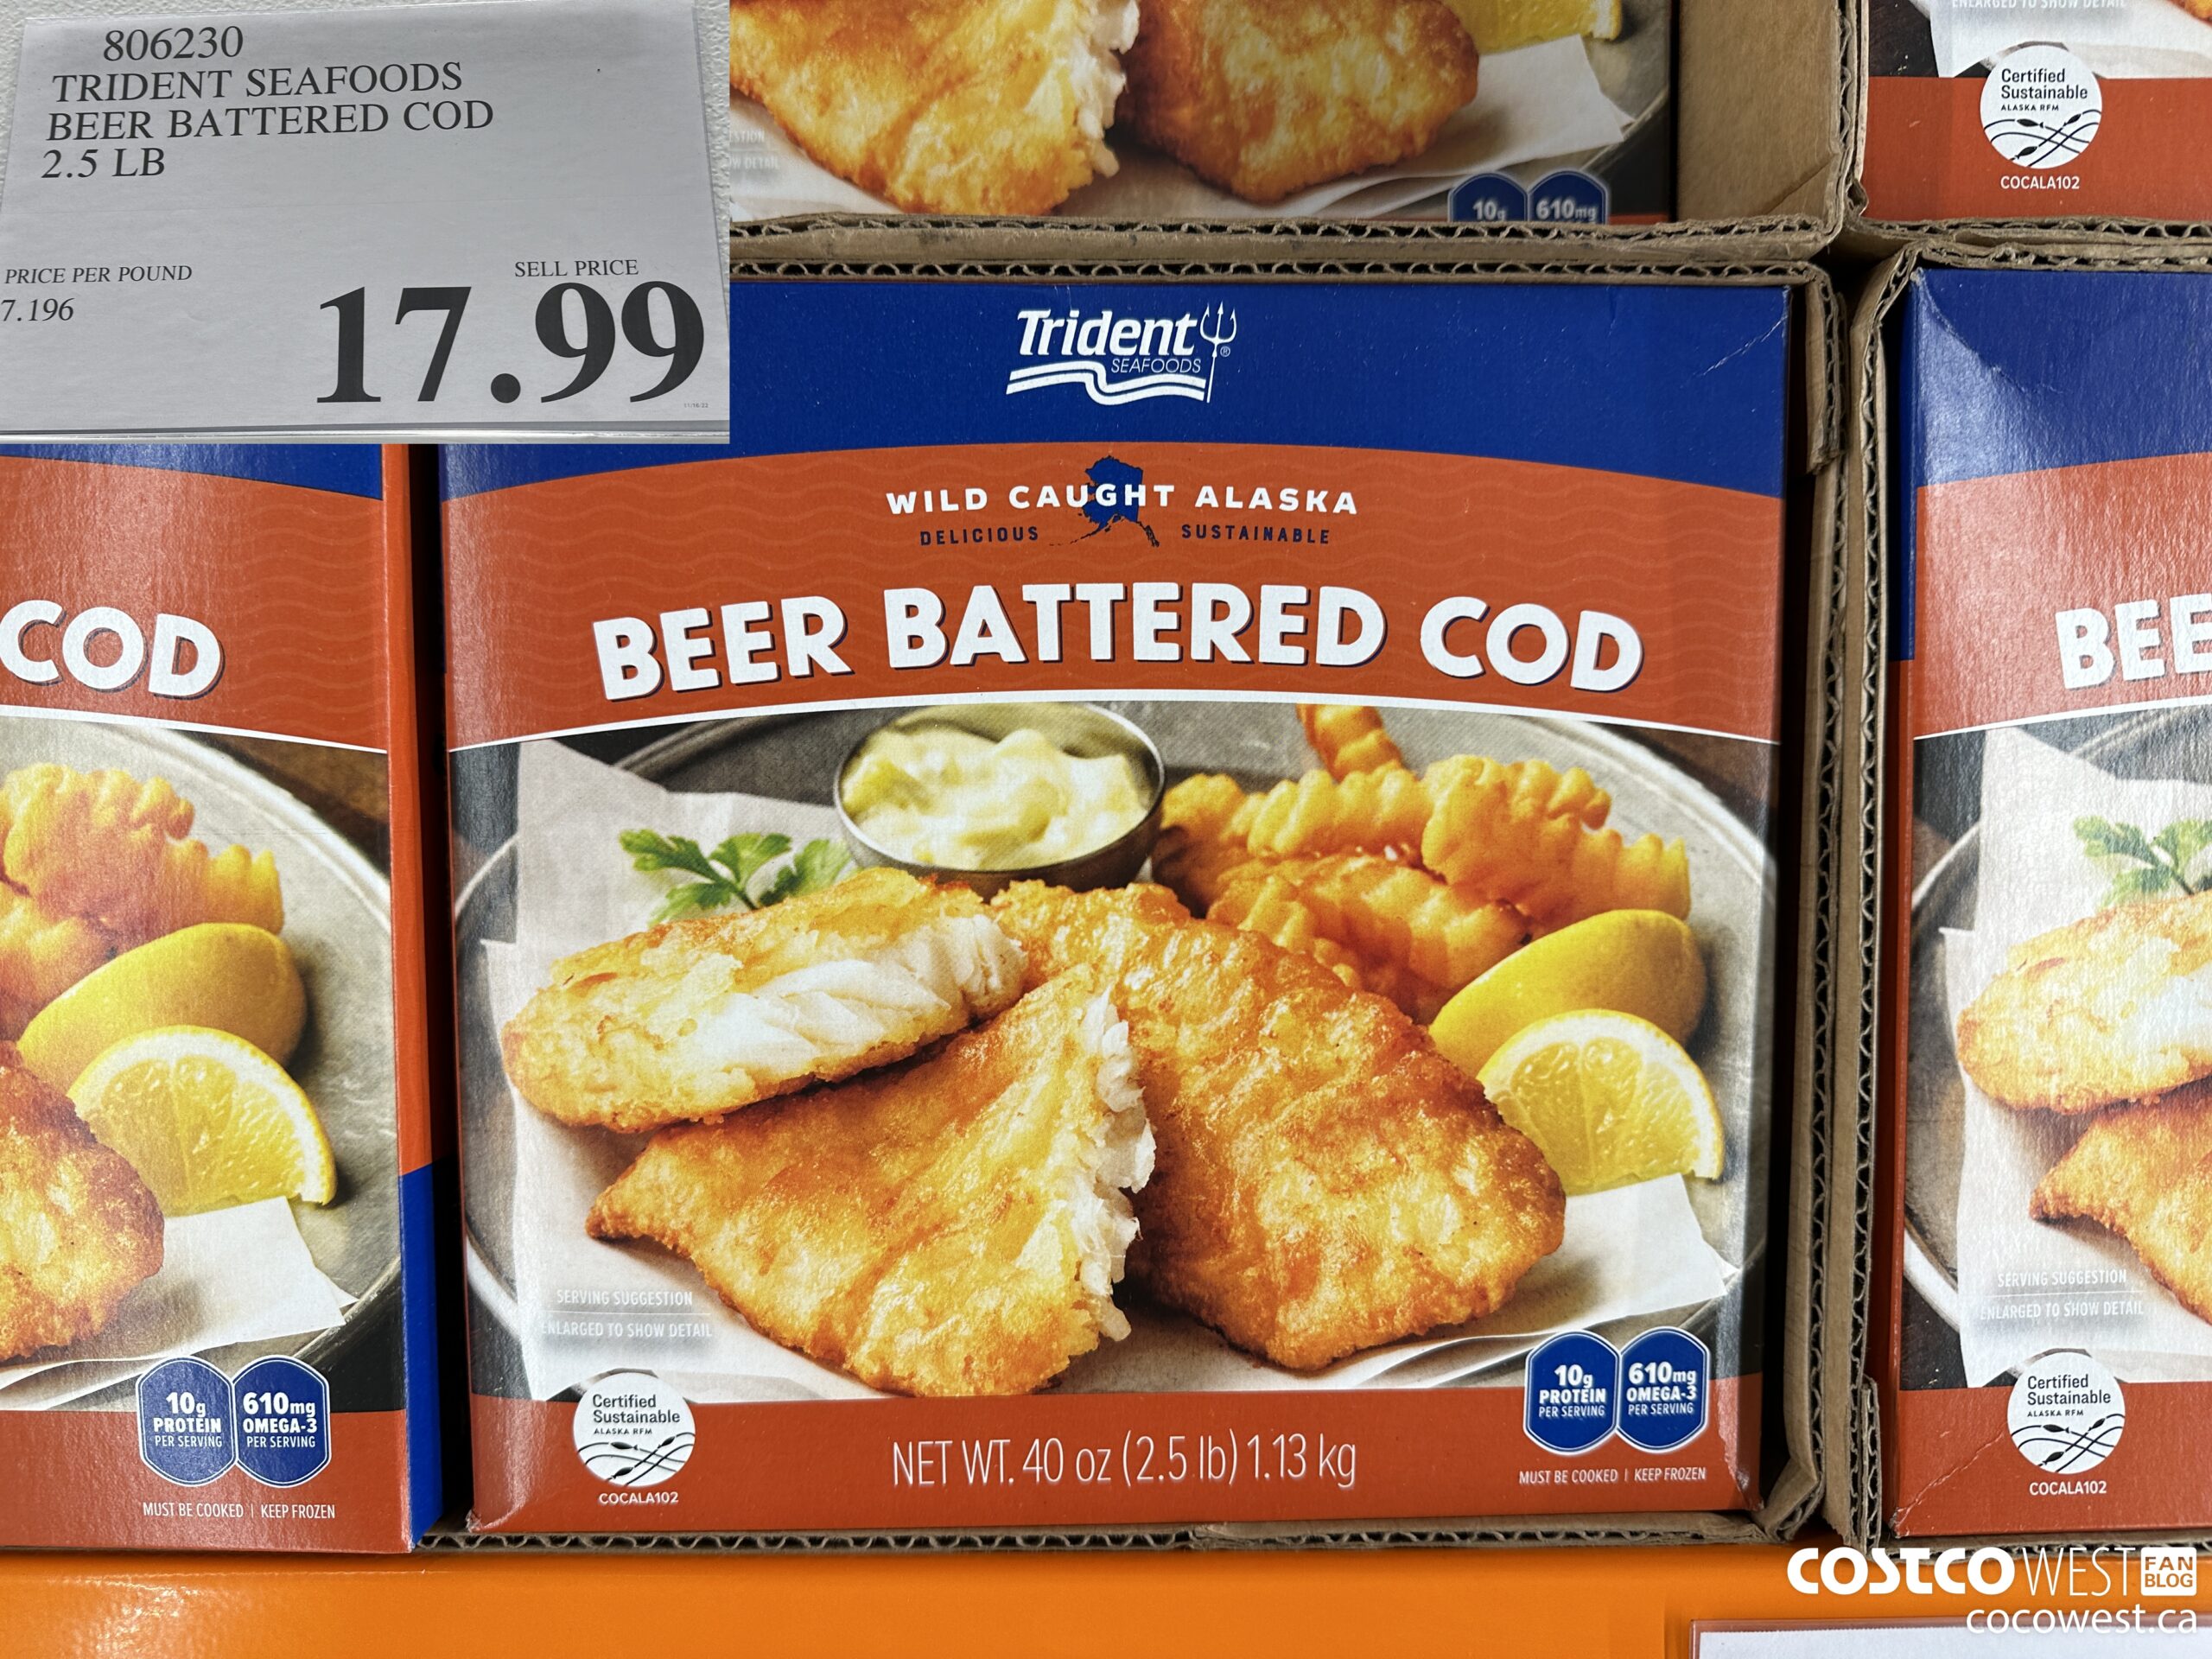 806230
TRIDENT SEAFOODS
BEER BATTERED COD
2.5 LB
PRICE PER POUND
7.196
SELL PRICE
17.99
ENLARGED TO SHOW DETAIL
Certified
Sustainable
ALASKA RFM
COCALA102
10g
610mg
Trident
SEAFOODS
WILD CAUGHT ALASKA
DELICIOUS SUSTAINABLE
BEER BATTERED COD
SERVING SUGGESTION
ENLARGED TO SHOW DETAIL
Certified
Sustainable
ALASKA RFM
COCALA102
NET WT. 40 oz (2.5 lb) 1.13 kg
10g
PROTEIN
PER SERVING
610mg
OMEGA-3
PER SERVING
MUST BE COOKED | KEEP FROZEN
COD
10g
PROTEIN
PER SERVING
610mg
OMEGA-3
PER SERVING
MUST BE COOKED | KEEP FROZEN
BEE
SERVING SUGGESTION
ENLARGED TO SHOW DETAIL
Certified
Sustainable
ALASKA RFM
COCALA102
COSTCO WEST FAN BLOG
cocowest.ca